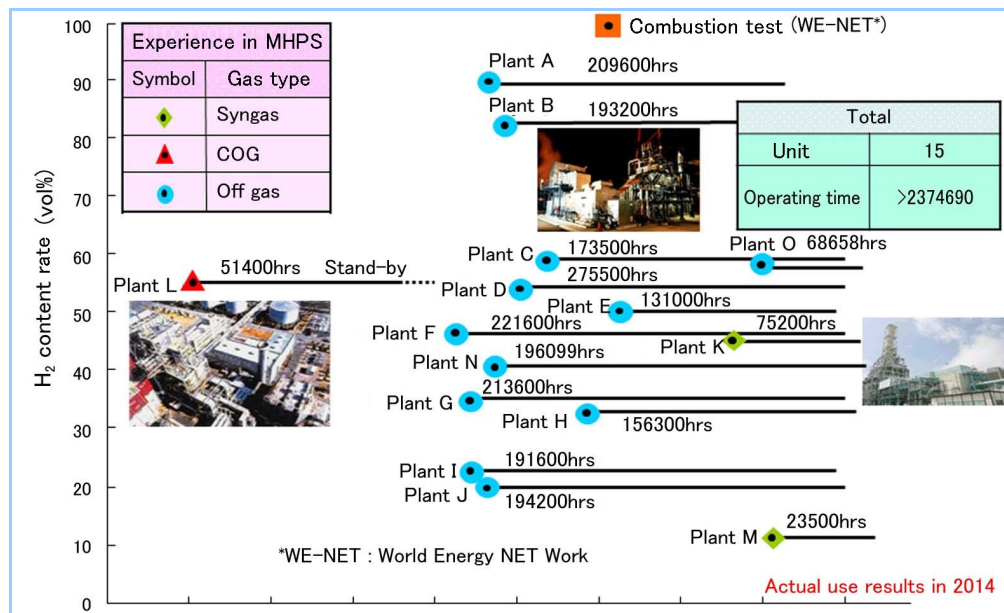 100
90
80
70
60
50
40
30
20
10
0
H2 content rate (vol%)
Experience in MHPS
Symbol Gas type
Syngas
COG
Off gas
Combustion test (WE-NET*)
Plant A 209600hrs
Plant B 193200hrs
Total
Unit 15
Operating time >2374690
Plant C 173500hrs
Plant O 68658hrs
Plant L 51400hrs Stand-by
Plant D 275500hrs
Plant E 131000hrs
Plant F 221600hrs
Plant K 75200hrs
Plant N 196099hrs
Plant G 213600hrs
Plant H 156300hrs
Plant I 191600hrs
Plant J 194200hrs
Plant M 23500hrs
*WE-NET : World Energy NET Work
Actual use results in 2014